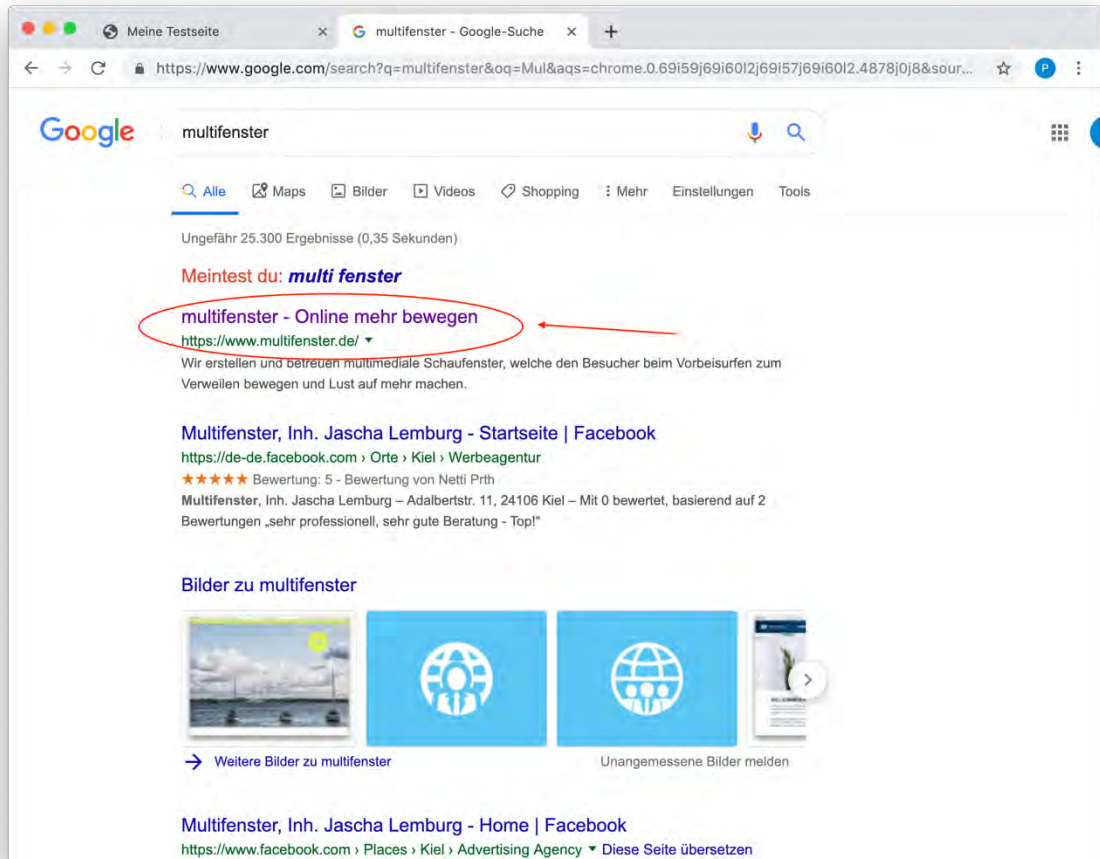 Meine Testseite
multifenster - Google-Suche
https://www.google.com/search?q=multifenster&oq=Mul&aqs=chrome.0.69i59j69i60l2j69i57j69i60l2.4878j0j8&sour...
P
Google
multifenster
Alle Maps Bilder Videos Shopping Mehr Einstellungen Tools
Ungefähr 25.300 Ergebnisse (0,35 Sekunden)
Meintest du: multi fenster
multifenster - Online mehr bewegen
https://www.multifenster.de/
Wir erstellen und betreuen multimediale Schaufenster, welche den Besucher beim Vorbeisurfen zum
Verweilen bewegen und Lust auf mehr machen.
Multifenster, Inh. Jascha Lemburg - Startseite | Facebook
https://de-de.facebook.com › Orte › Kiel › Werbeagentur
★★★★★ Bewertung: 5 - Bewertung von Netti Prth
Multifenster, Inh. Jascha Lemburg – Adalbertstr. 11, 24106 Kiel – Mit 0 bewertet, basierend auf 2
Bewertungen „sehr professionell, sehr gute Beratung - Top!"
Bilder zu multifenster
Weitere Bilder zu multifenster
Unangemessene Bilder melden
Multifenster, Inh. Jascha Lemburg - Home | Facebook
https://www.facebook.com › Places › Kiel › Advertising Agency Diese Seite übersetzen